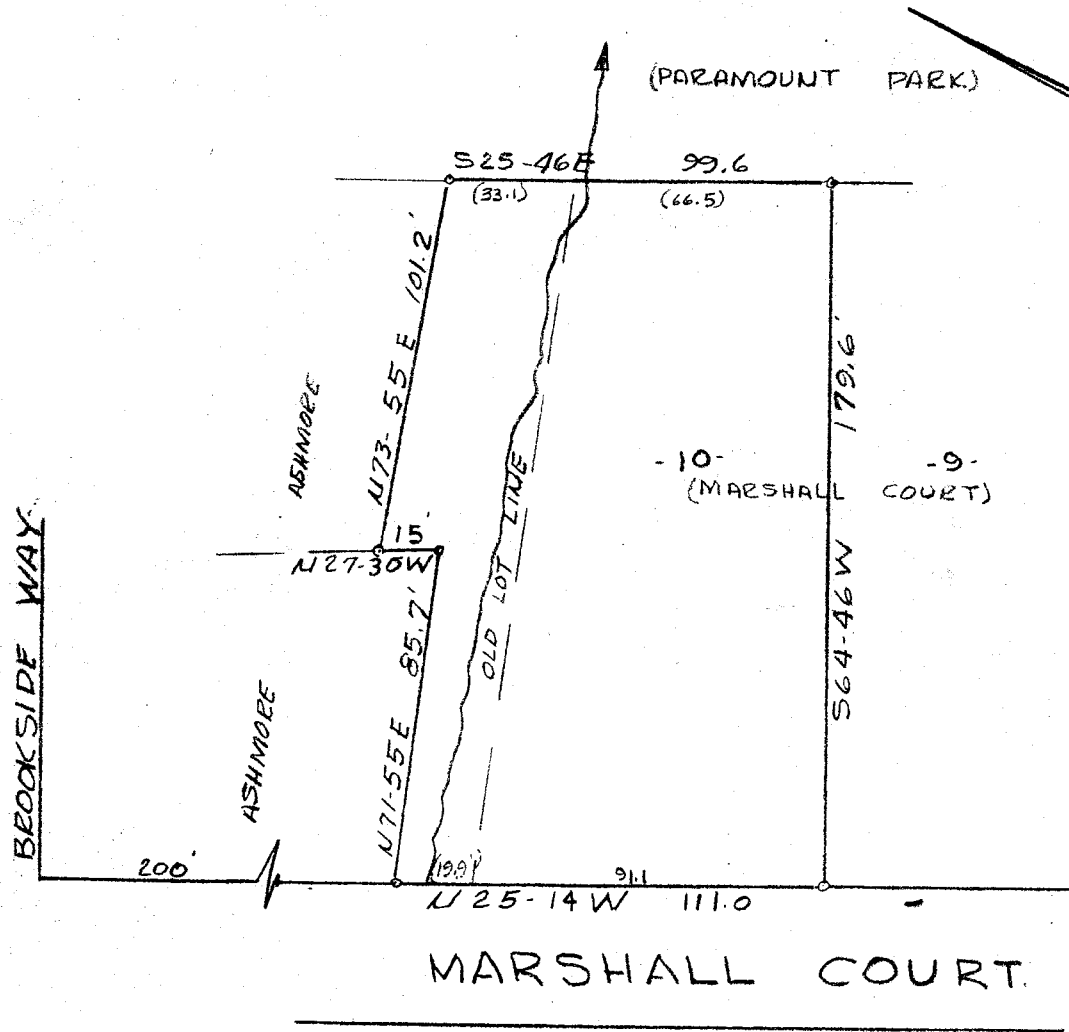 (PARAMOUNT PARK)
S25-46E 99.6
(33.1) (66.5)
N73-55E 101.2'
179.6'
ASHMORE
-10- -9-
(MARSHALL COURT)
OLD LOT LINE
15'
N27-30W
S64-46W
BROOKSIDE WAY
85.7'
ASHMORE
N71-55E
200'
(19.9') 91.1
N25-14W 111.0 -
MARSHALL COURT.